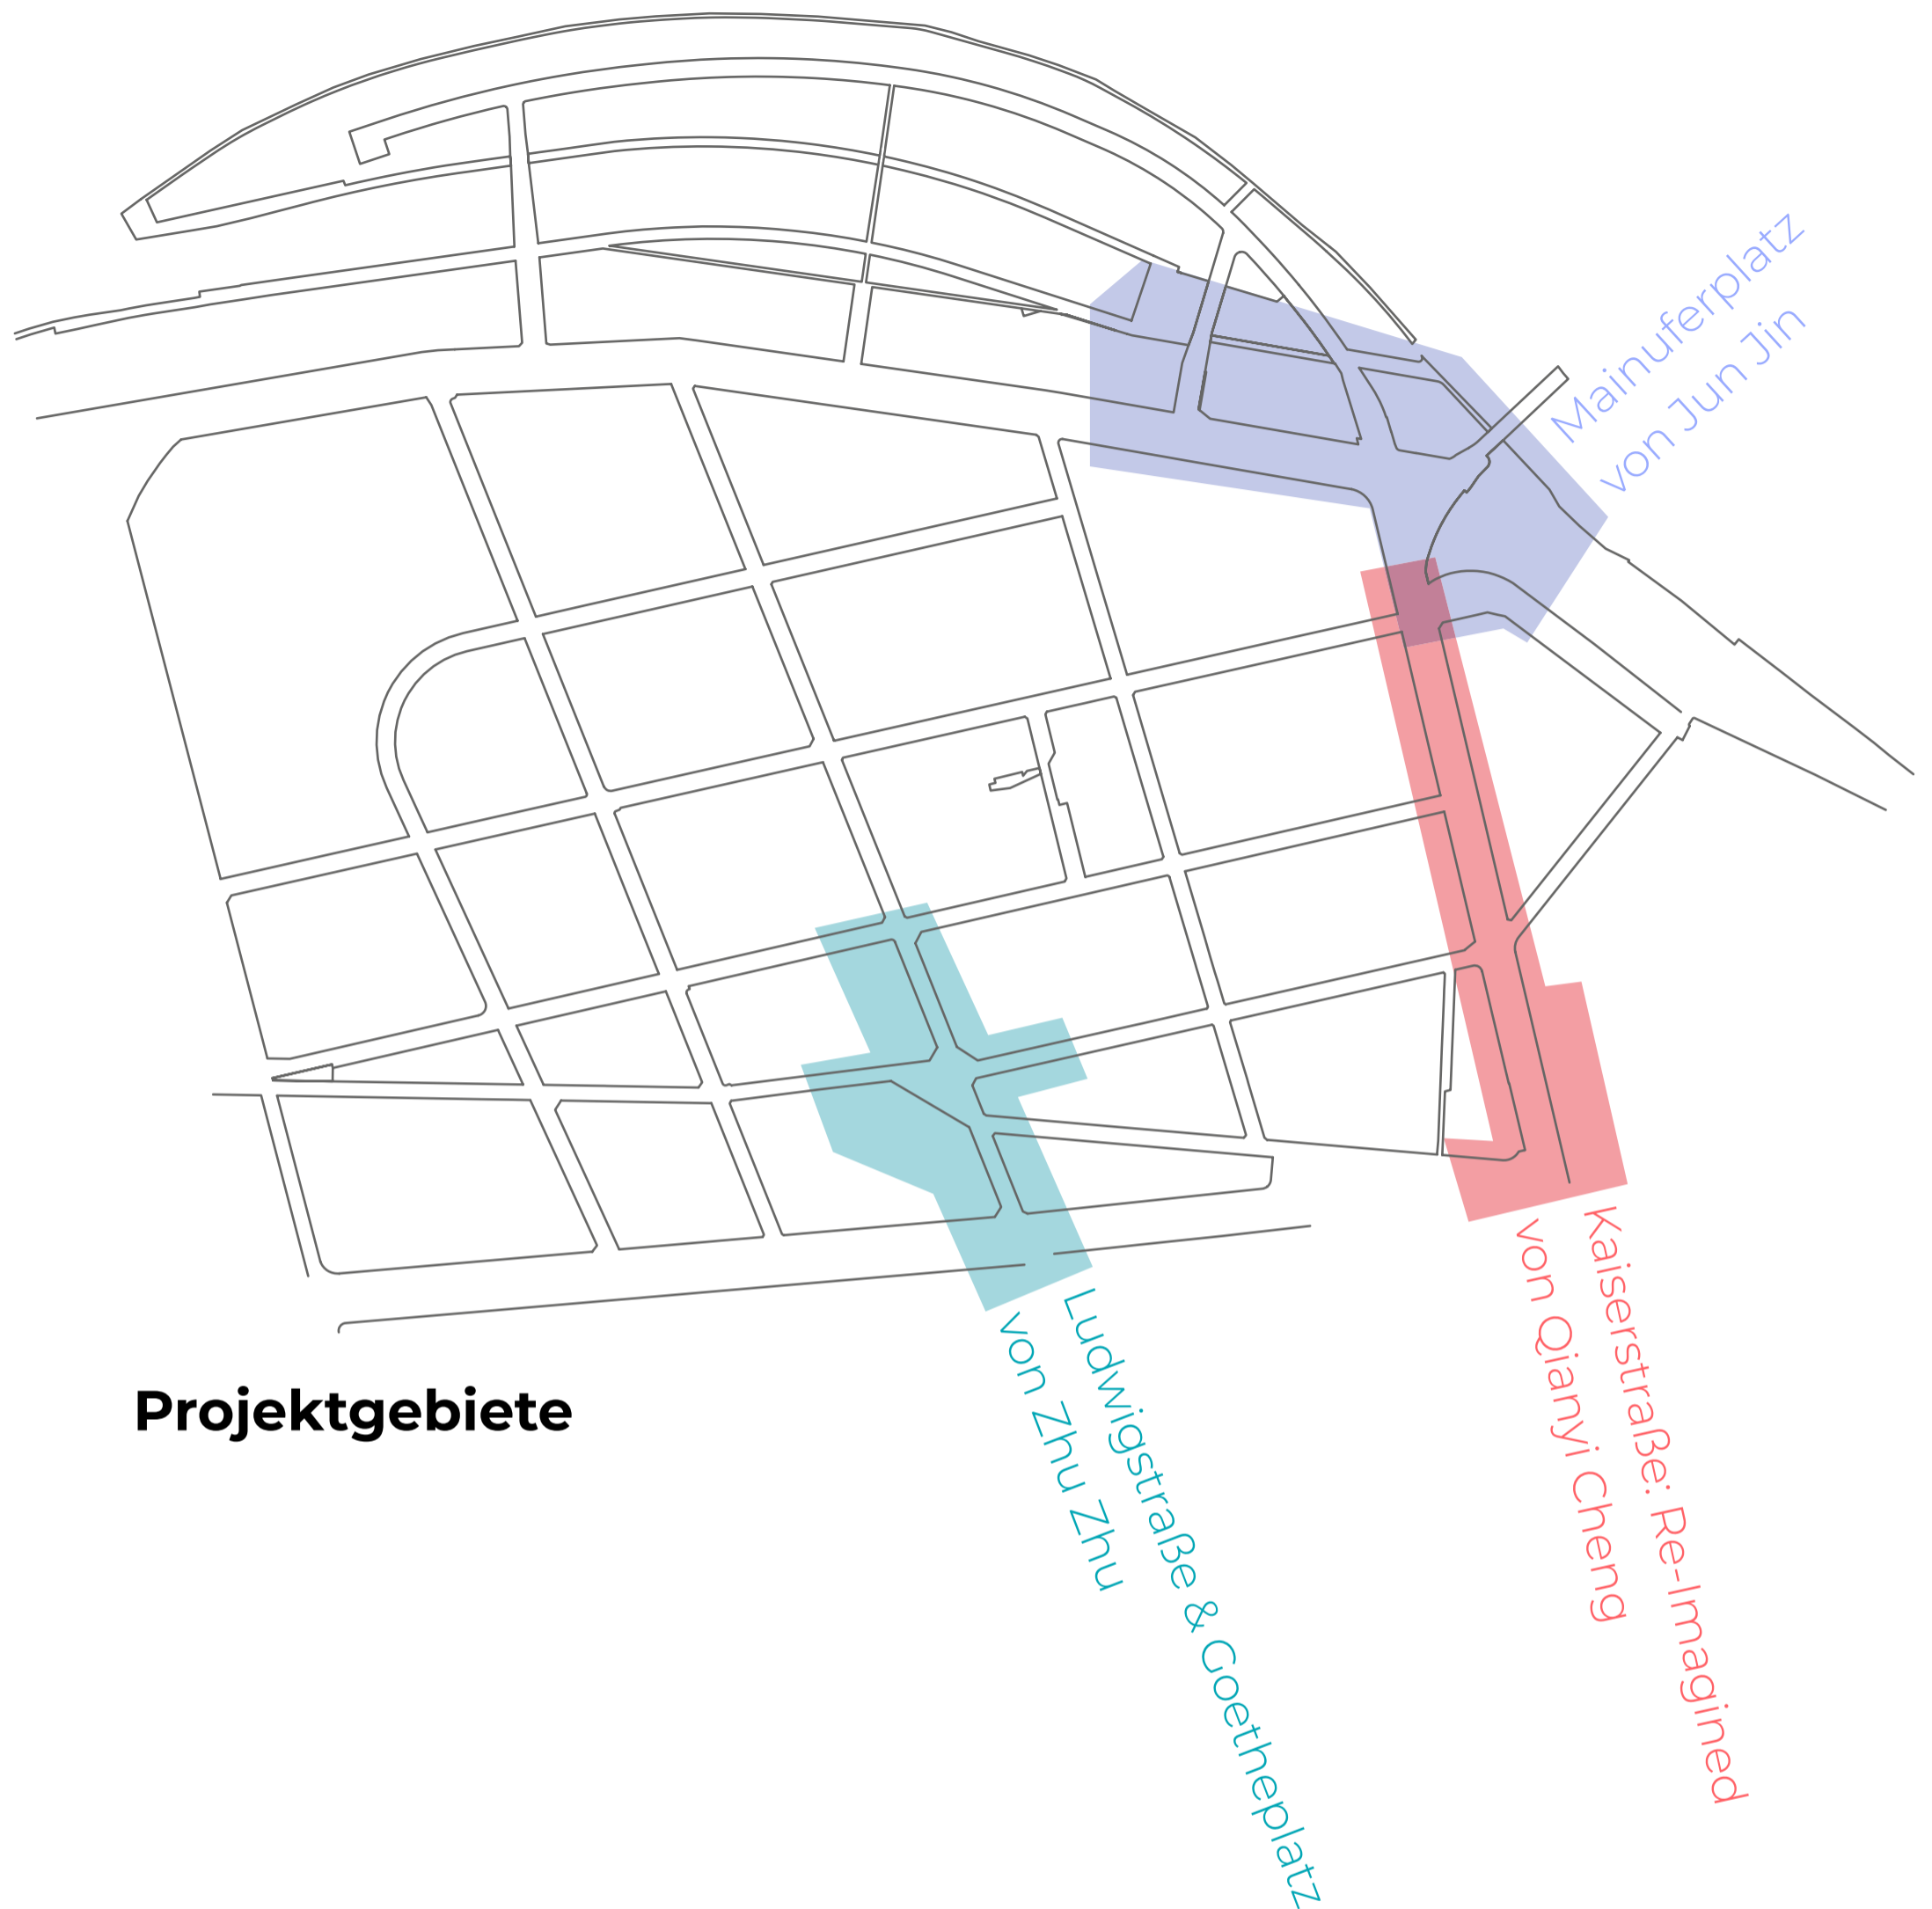 Mainuferplatz
von Jun Jin
Kaiserstraße: Re-Imagined
von Qianyi Cheng
Ludwigstraße & Goetheplatz
von Zhu Zhu
Projektgebiete